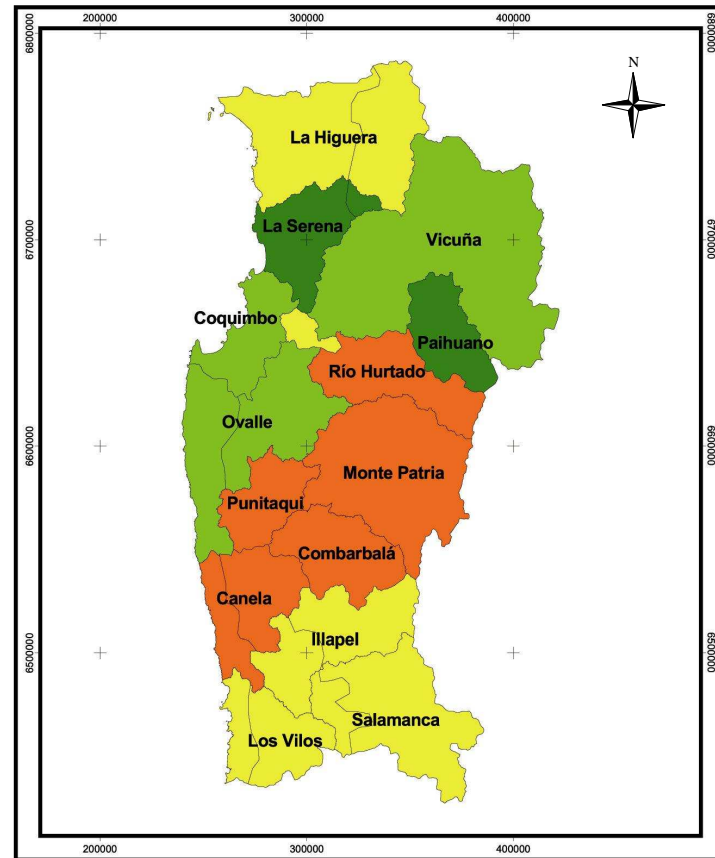 200000 300000 400000
6800000 6800000
N
La Higuera
La Serena
Vicuña
6700000 6700000
Coquimbo
Paihuano
Río Hurtado
Ovalle
6600000 6600000
Monte Patria
Punitaqui
Combarbalá
Canela
Illapel
6500000 6500000
Salamanca
Los Vilos
200000 300000 400000